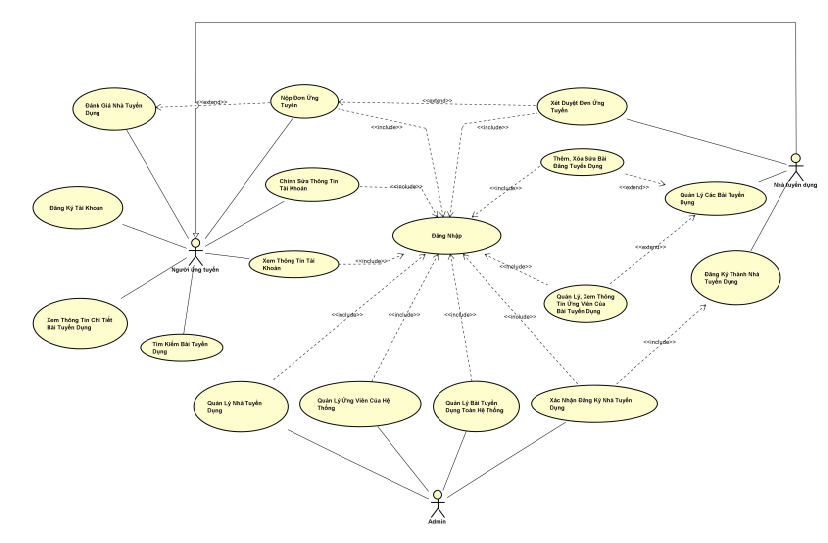 Đánh Giá Nhà Tuyển
Dụng
<<extend>>
Nộp Đơn Ứng
Tuyển
<<extend>>
Xét Duyệt Đơn Ứng
Tuyển
<<include>>
<<include>>
Thêm, Xóa Sửa Bài
Đăng Tuyển Dụng
Nhà tuyển dụng
Chỉnh Sửa Thông Tin
Tài Khoản
<<include>>
<<include>>
<<extend>>
Quản Lý Các Bài Tuyển
Dụng
Đăng Ký Tài Khoản
Đăng Nhập
Người ứng tuyển
Xem Thông Tin Tài
Khoản
<<include>>
<<include>>
<<extend>>
Đăng Ký Thành Nhà
Tuyển Dụng
Quản Lý, Xem Thông
Tin Ứng Viên Của
Bài Tuyển Dụng
Xem Thông Tin Chi Tiết
Bài Tuyển Dụng
Tìm Kiếm Bài Tuyển
Dụng
<<include>>
<<include>>
<<include>>
<<include>>
<<include>>
Quản Lý Nhà Tuyển
Dụng
Quản Lý Ứng Viên Của Hệ
Thống
Quản Lý Bài Tuyển
Dụng Toàn Hệ Thống
Xác Nhận Đăng Ký Nhà Tuyển
Dụng
Admin